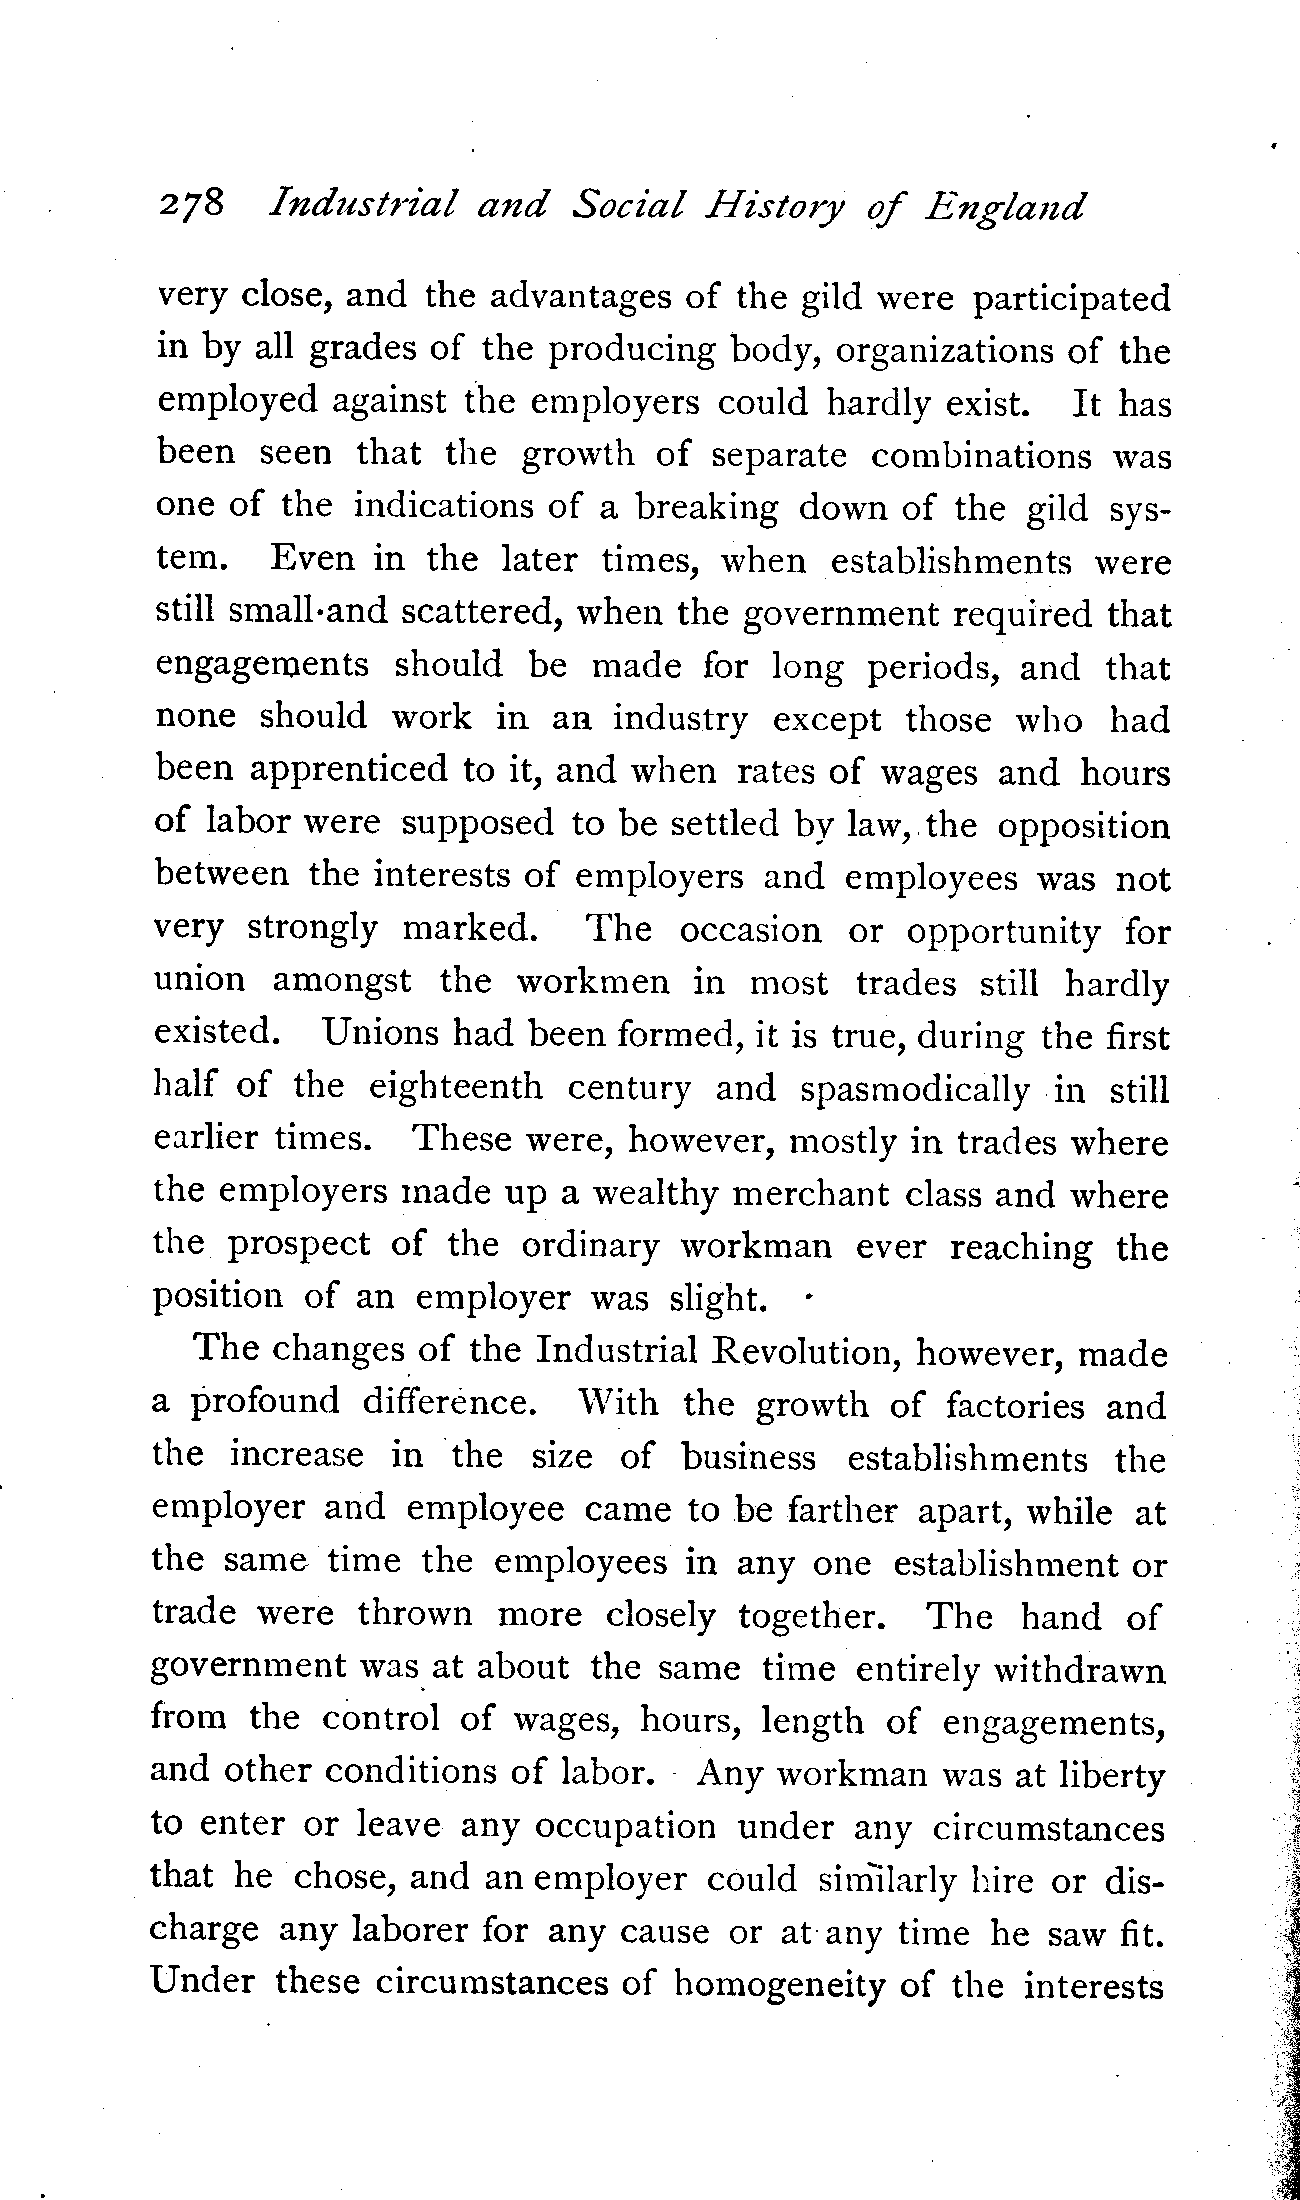 278 Industrial and Social History of England
very close, and the advantages of the gild were participated
in by all grades of the producing body, organizations of the
employed against the employers could hardly exist. It has
been seen that the growth of separate combinations was
one of the indications of a breaking down of the gild sys-
tem. Even in the later times, when establishments were
still small and scattered, when the government required that
engagements should be made for long periods, and that
none should work in an industry except those who had
been apprenticed to it, and when rates of wages and hours
of labor were supposed to be settled by law, the opposition
between the interests of employers and employees was not
very strongly marked. The occasion or opportunity for
union amongst the workmen in most trades still hardly
existed. Unions had been formed, it is true, during the first
half of the eighteenth century and spasmodically in still
earlier times. These were, however, mostly in trades where
the employers made up a wealthy merchant class and where
the prospect of the ordinary workman ever reaching the
position of an employer was slight.
The changes of the Industrial Revolution, however, made
a profound difference. With the growth of factories and
the increase in the size of business establishments the
employer and employee came to be farther apart, while at
the same time the employees in any one establishment or
trade were thrown more closely together. The hand of
government was at about the same time entirely withdrawn
from the control of wages, hours, length of engagements,
and other conditions of labor. Any workman was at liberty
to enter or leave any occupation under any circumstances
that he chose, and an employer could similarly hire or dis-
charge any laborer for any cause or at any time he saw fit.
Under these circumstances of homogeneity of the interests